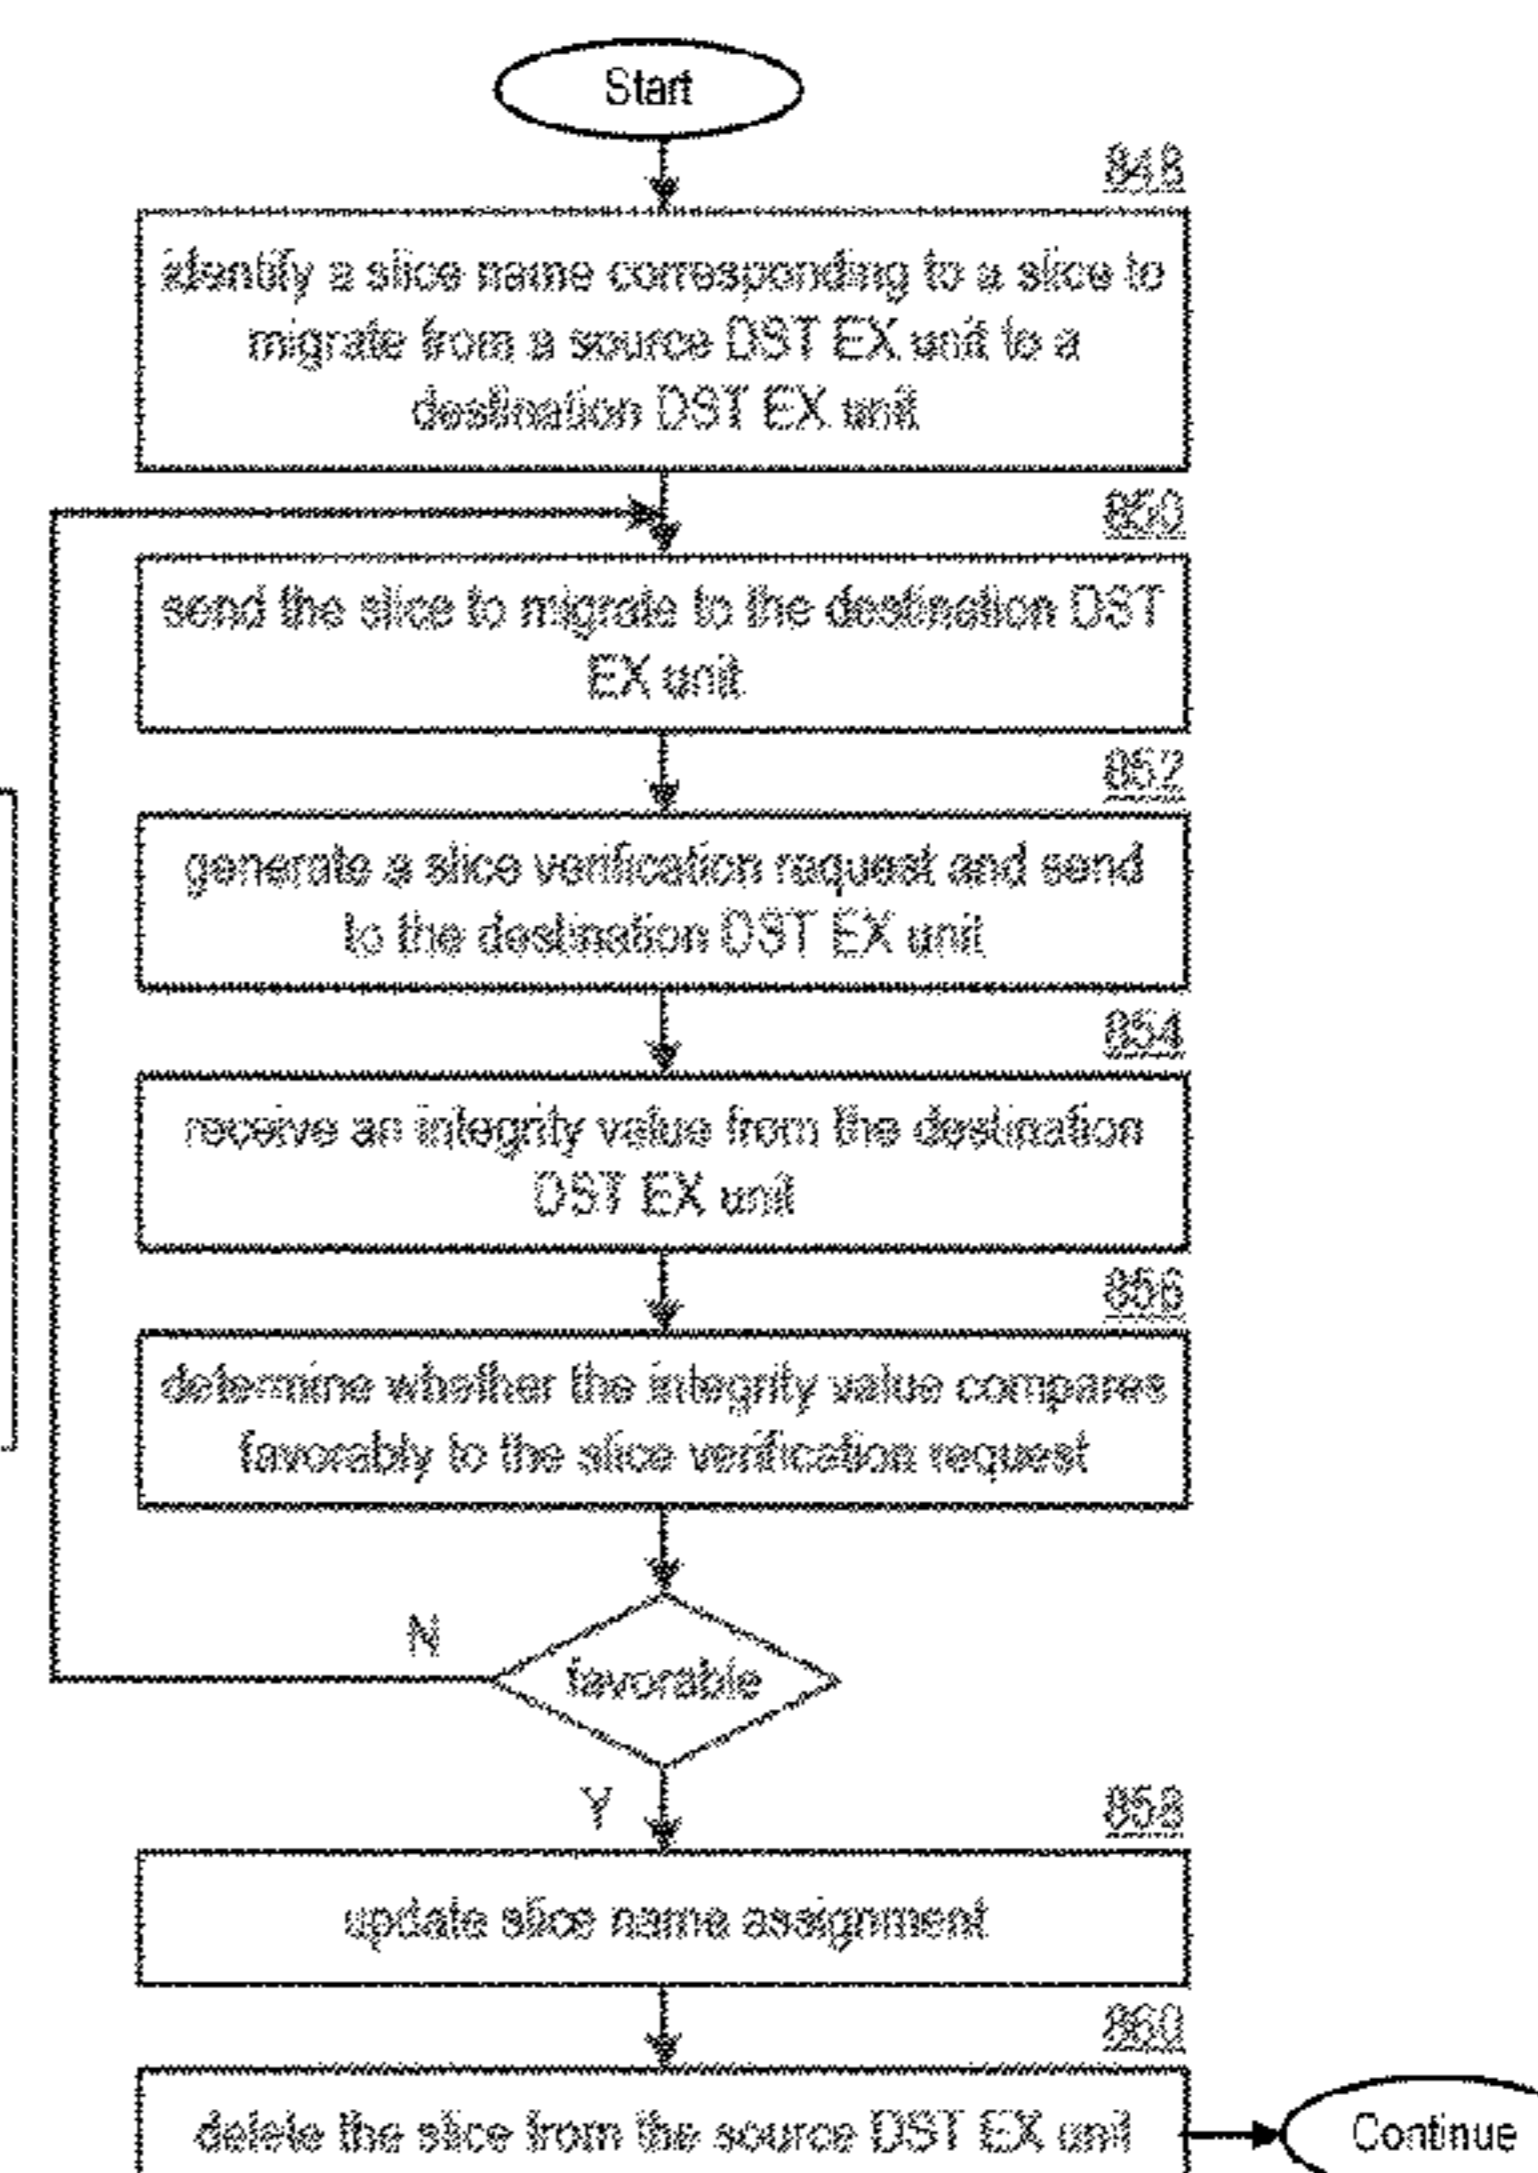 Start
848
identify a slice name corresponding to a slice to
migrate from a source DST EX unit to a
destination DST EX unit
850
send the slice to migrate to the destination DST
EX unit
852
generate a slice verification request and send
to the destination DST EX unit
854
receive an integrity value from the destination
DST EX unit
856
determine whether the integrity value compares
favorably to the slice verification request
N
favorable
Y
858
update slice name assignment
860
delete the slice from the source DST EX unit
Continue